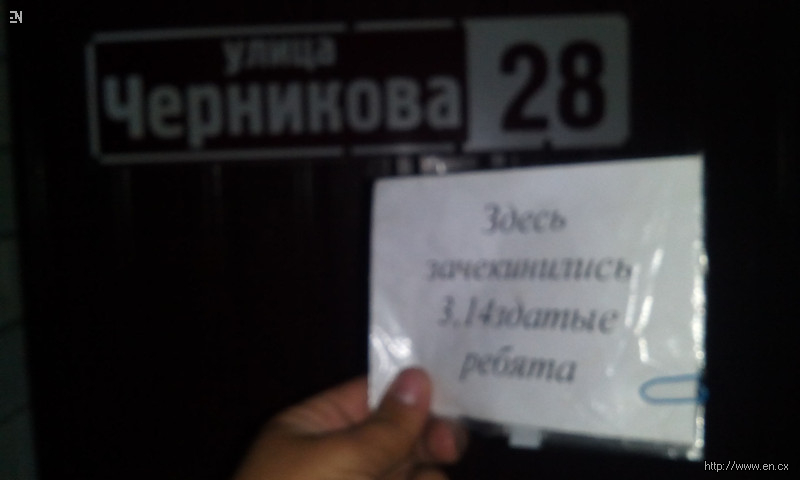 EN
улица
Черникова 28
Здесь
зачекинились
3.14здатые
ребята
http://www.en.cx